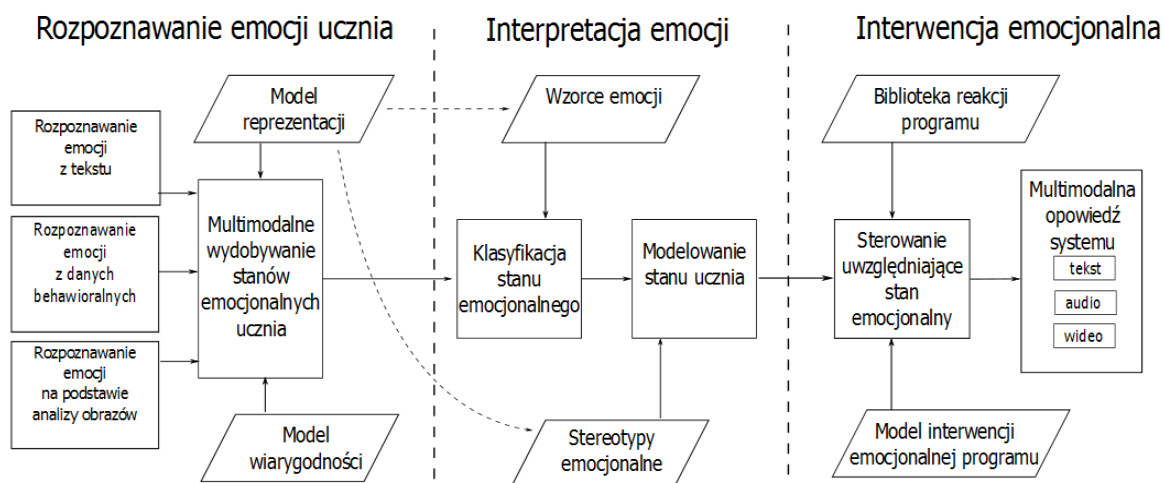 Rozpoznawanie emocji ucznia
Interpretacja emocji
Interwencja emocjonalna
Model
reprezentacji
Wzorce emocji
Biblioteka reakcji
programu
Rozpoznawanie
emocji
z tekstu
Rozpoznawanie
emocji
z danych
behawioralnych
Rozpoznawanie
emocji
na podstawie
analizy obrazów
Multimodalne
wydobywanie
stanów
emocjonalnych
ucznia
Klasyfikacja
stanu
emocjonalnego
Modelowanie
stanu ucznia
Sterowanie
uwzględniające
stan
emocjonalny
Multimodalna
opowiedź
systemu
tekst
audio
wideo
Model
wiarygodności
Stereotypy
emocjonalne
Model interwencji
emocjonalnej programu